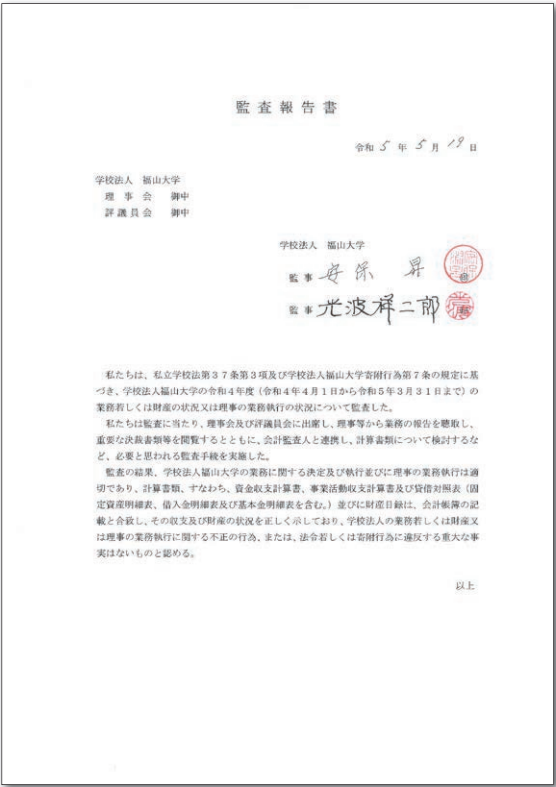 監査報告書
令和 5 年 5 月 19 日
学校法人 福山大学
理 事 会 御中
評議員会 御中
学校法人 福山大学
監事 安保 昇
監事 光波祥二郎
私たちは、私立学校法第37条第3項及び学校法人福山大学寄附行為第7条の規定に基
づき、学校法人福山大学の令和4年度（令和4年4月1日から令和5年3月31日まで）の
業務若しくは財産の状況又は理事の業務執行の状況について監査した。
私たちは監査に当たり、理事会及び評議員会に出席し、理事等から業務の報告を聴取し、
重要な決裁書類等を閲覧するとともに、会計監査人と連携し、計算書類について検討するな
ど、必要と思われる監査手続を実施した。
監査の結果、学校法人福山大学の業務に関する決定及び執行並びに理事の業務執行は適
切であり、計算書類、すなわち、資金収支計算書、事業活動収支計算書及び貸借対照表（固
定資産明細表、借入金明細表及び基本金明細表を含む。）並びに財産目録は、会計帳簿の記
載と合致し、その収支及び財産の状況を正しく示しており、学校法人の業務若しくは財産又
は理事の業務執行に関する不正の行為、または、法令若しくは寄附行為に違反する重大な事
実はないものと認める。
以上